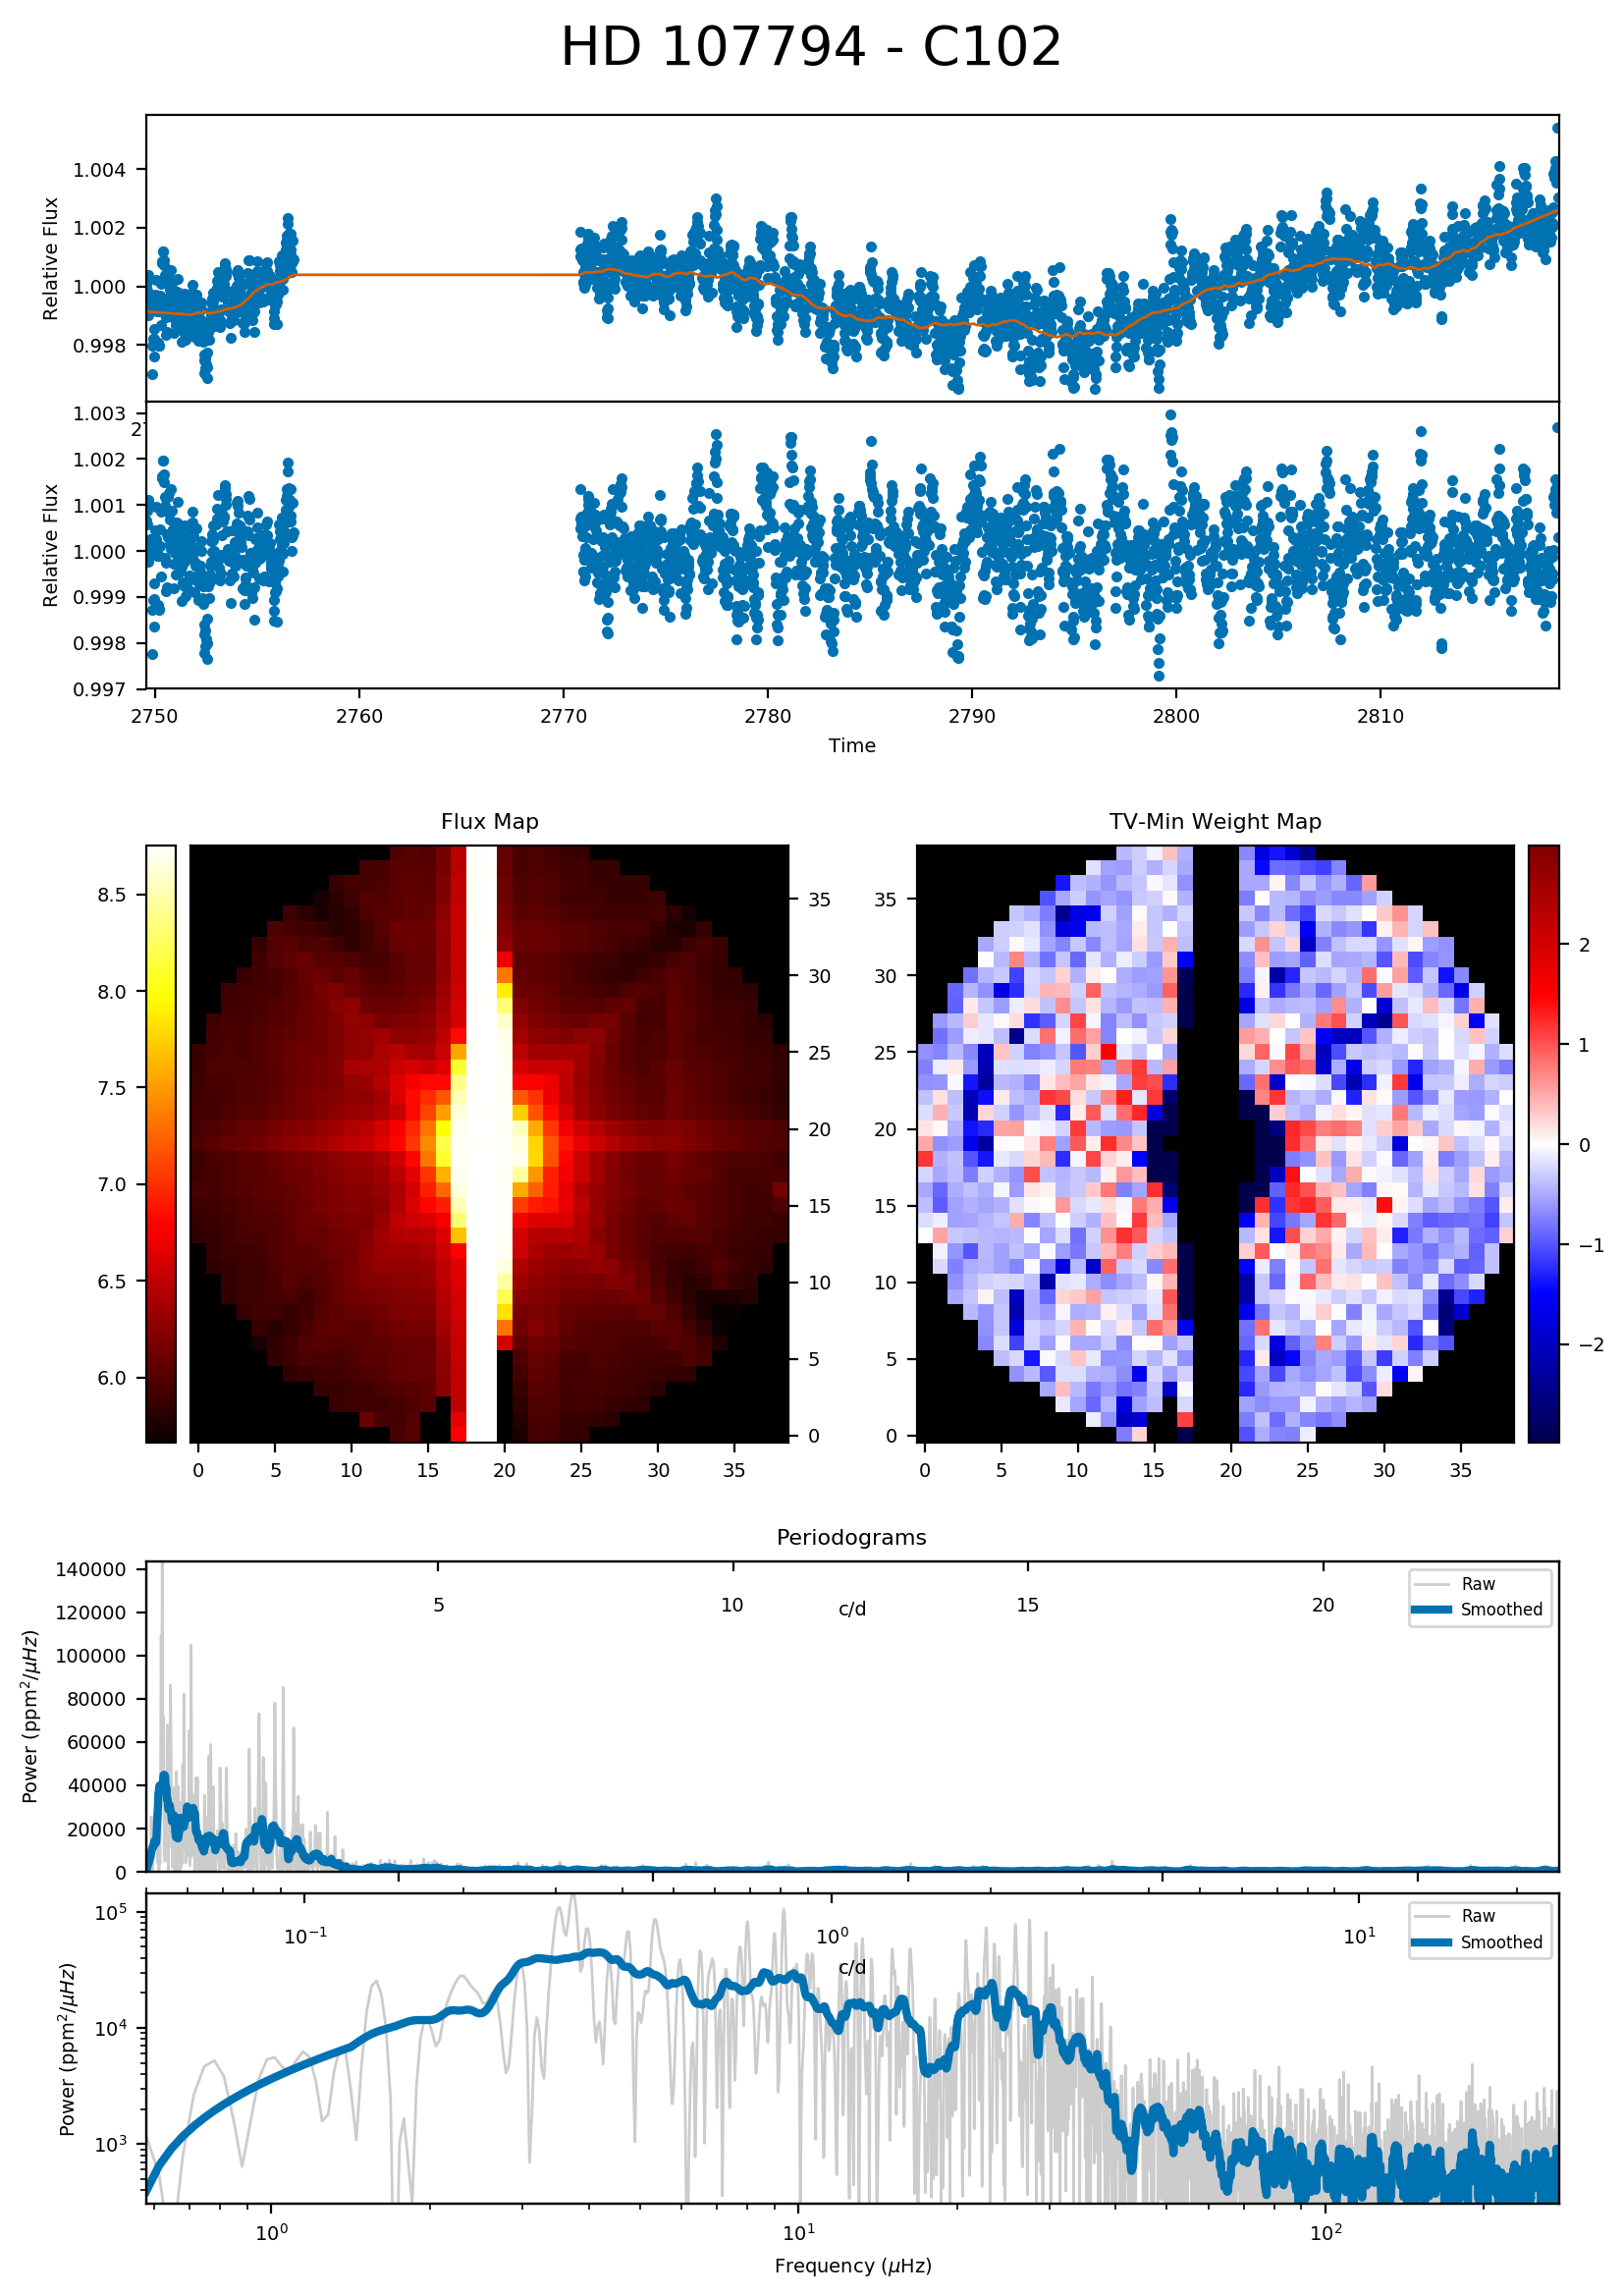 HD 107794 - C102
1.004
1.002
1.000
0.998
Relative Flux
27
1.003
1.002
1.001
1.000
0.999
0.998
0.997
Relative Flux
2750 2760 2770 2780 2790 2800 2810
Time
Flux Map
8.5
8.0
7.5
7.0
6.5
6.0
35
30
25
20
15
10
5
0
0 5 10 15 20 25 30 35
TV-Min Weight Map
35
30
25
20
15
10
5
0
0 5 10 15 20 25 30 35
2
1
0
−1
−2
Periodograms
140000
120000
100000
80000
60000
40000
20000
0
Power (ppm²/μHz)
5 10 15 20
c/d
Raw
Smoothed
10⁵
10⁴
10³
Power (ppm²/μHz)
10⁻¹ 10⁰ 10¹
c/d
Raw
Smoothed
10⁰ 10¹ 10²
Frequency (μHz)